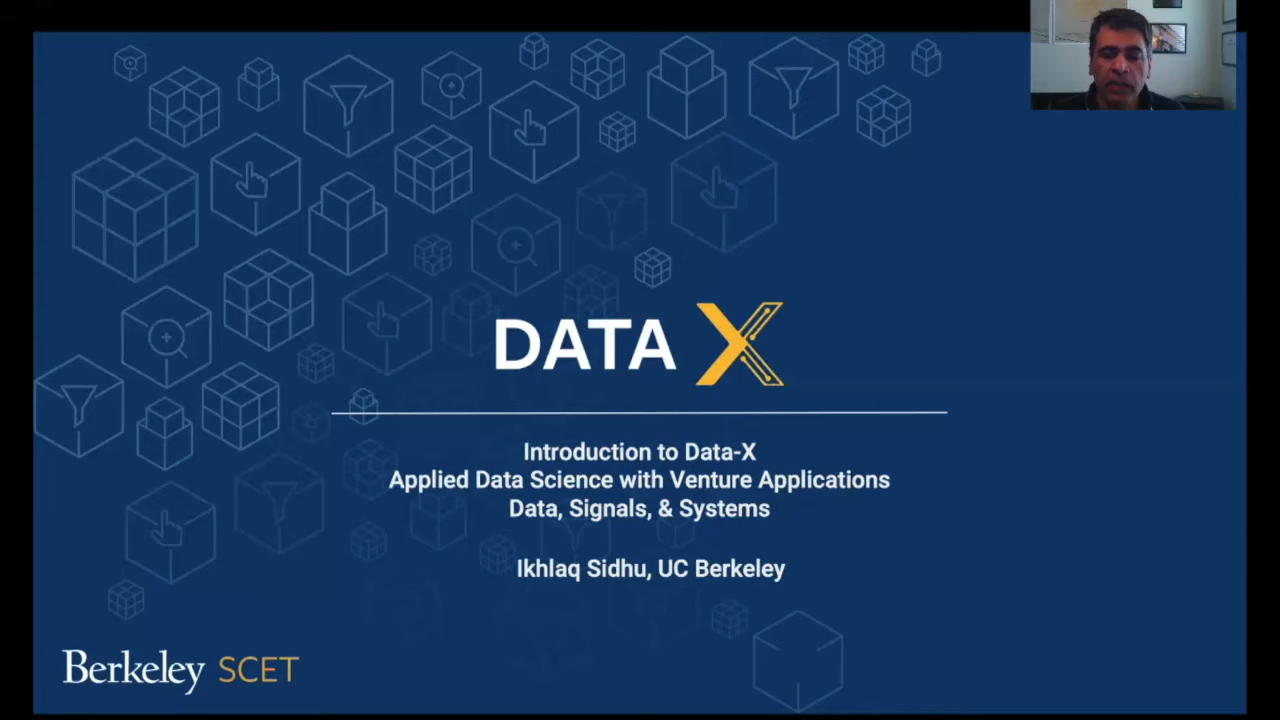 DATA X
Introduction to Data-X
Applied Data Science with Venture Applications
Data, Signals, & Systems
Ikhlaq Sidhu, UC Berkeley
Berkeley SCET